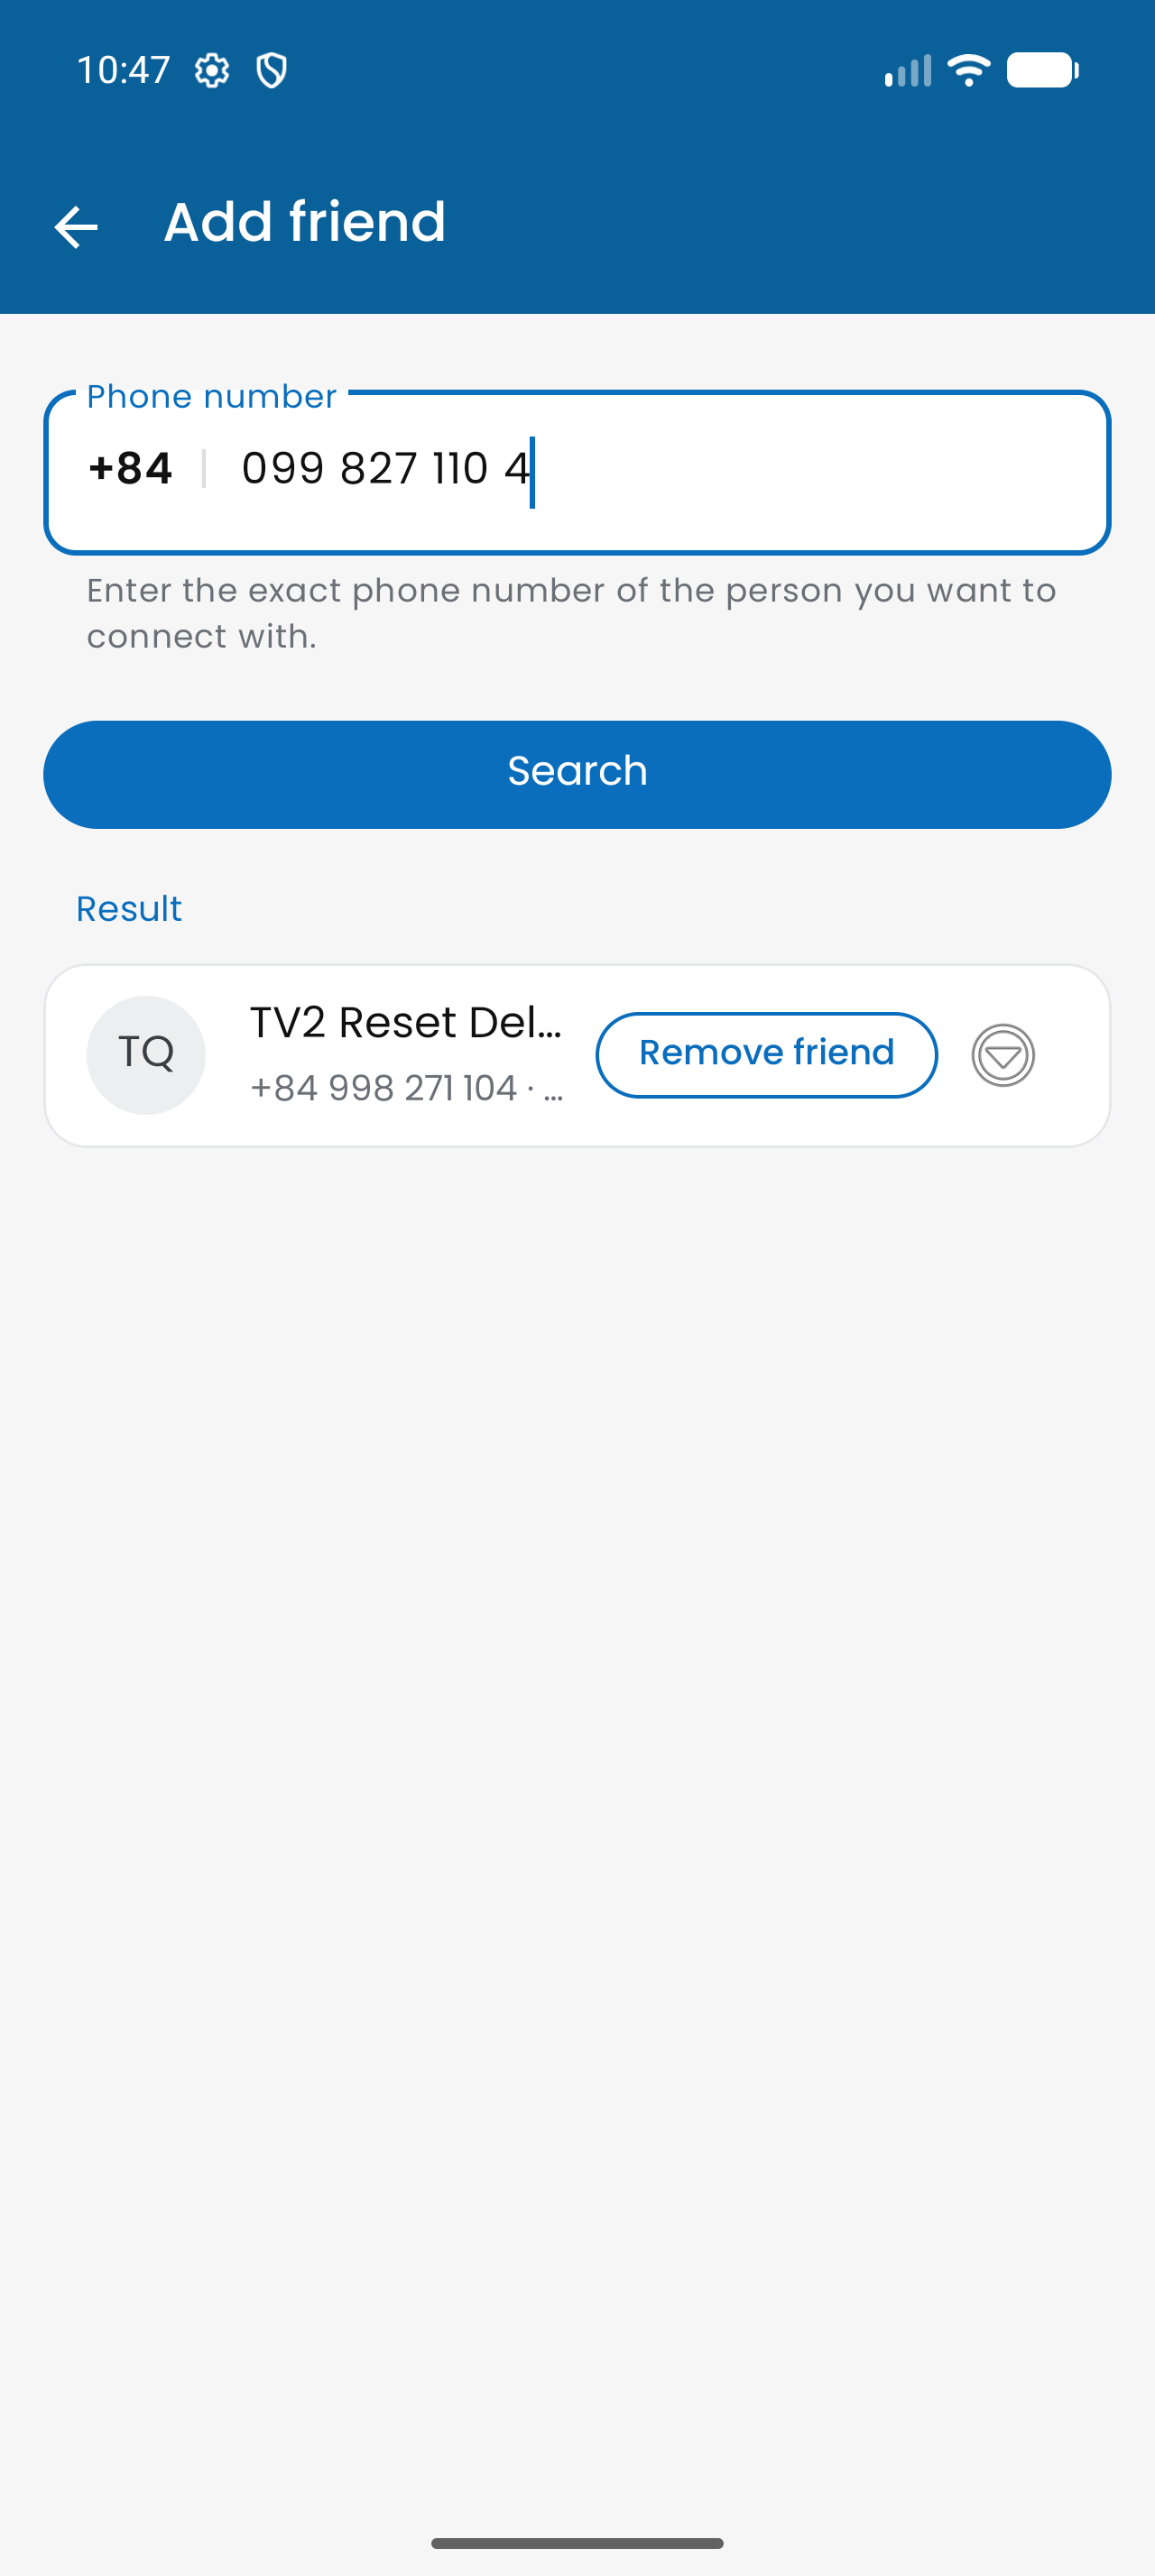 10:47
Add friend
Phone number
+84 | 099 827 110 4
Enter the exact phone number of the person you want to
connect with.
Search
Result
TQ
TV2 Reset Del...
Remove friend
+84 998 271 104 · ...